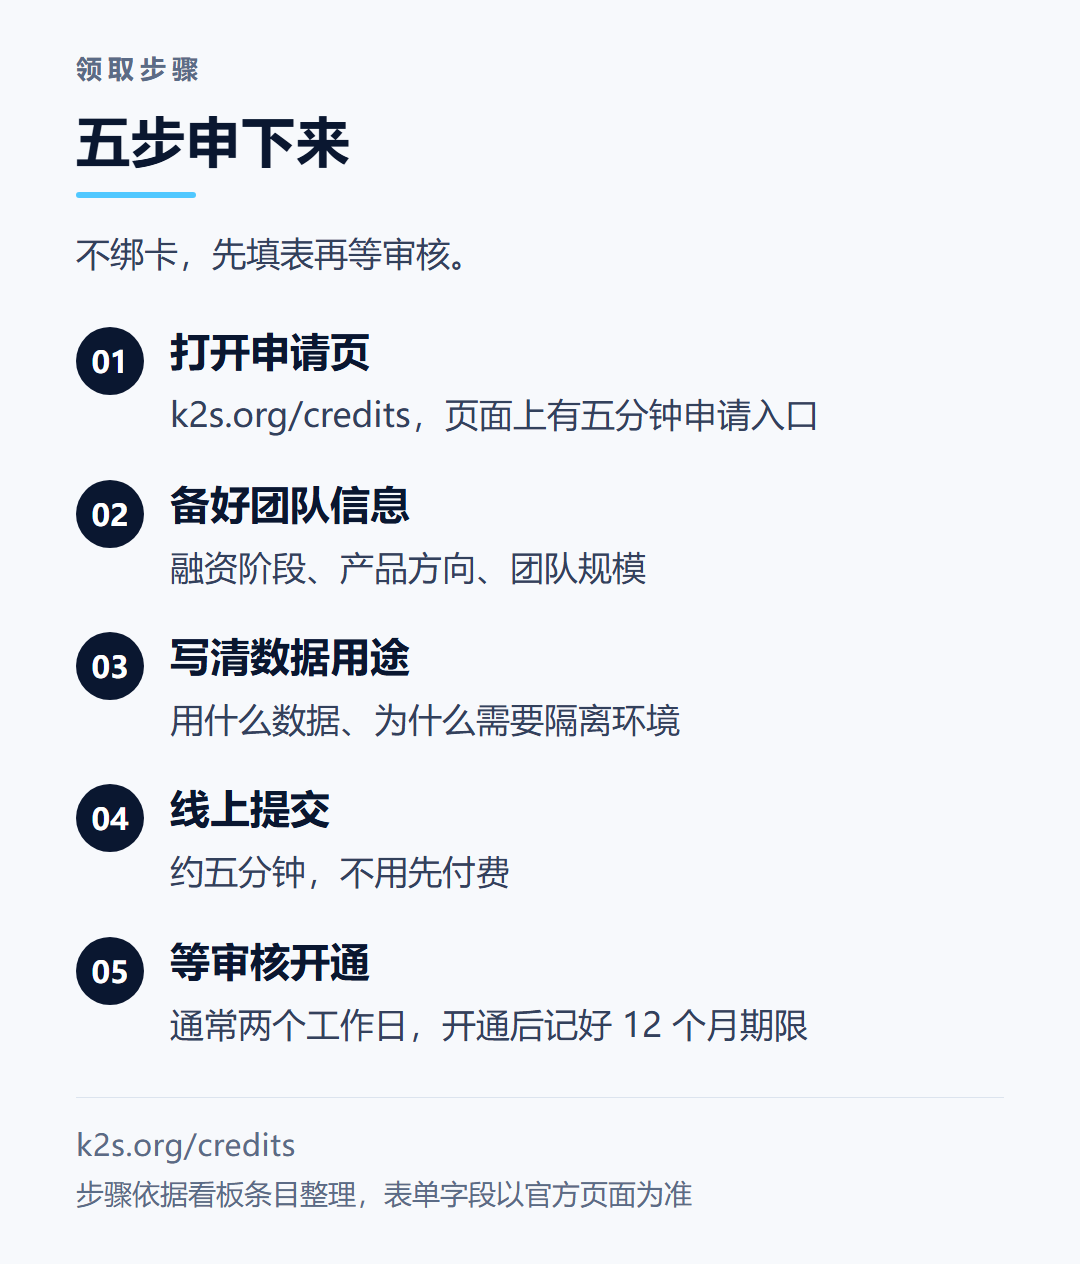 领取步骤
五步申下来
不绑卡，先填表再等审核。
01
打开申请页
k2s.org/credits，页面上有五分钟申请入口
02
备好团队信息
融资阶段、产品方向、团队规模
03
写清数据用途
用什么数据、为什么需要隔离环境
04
线上提交
约五分钟，不用先付费
05
等审核开通
通常两个工作日，开通后记好 12 个月期限
k2s.org/credits
步骤依据看板条目整理，表单字段以官方页面为准